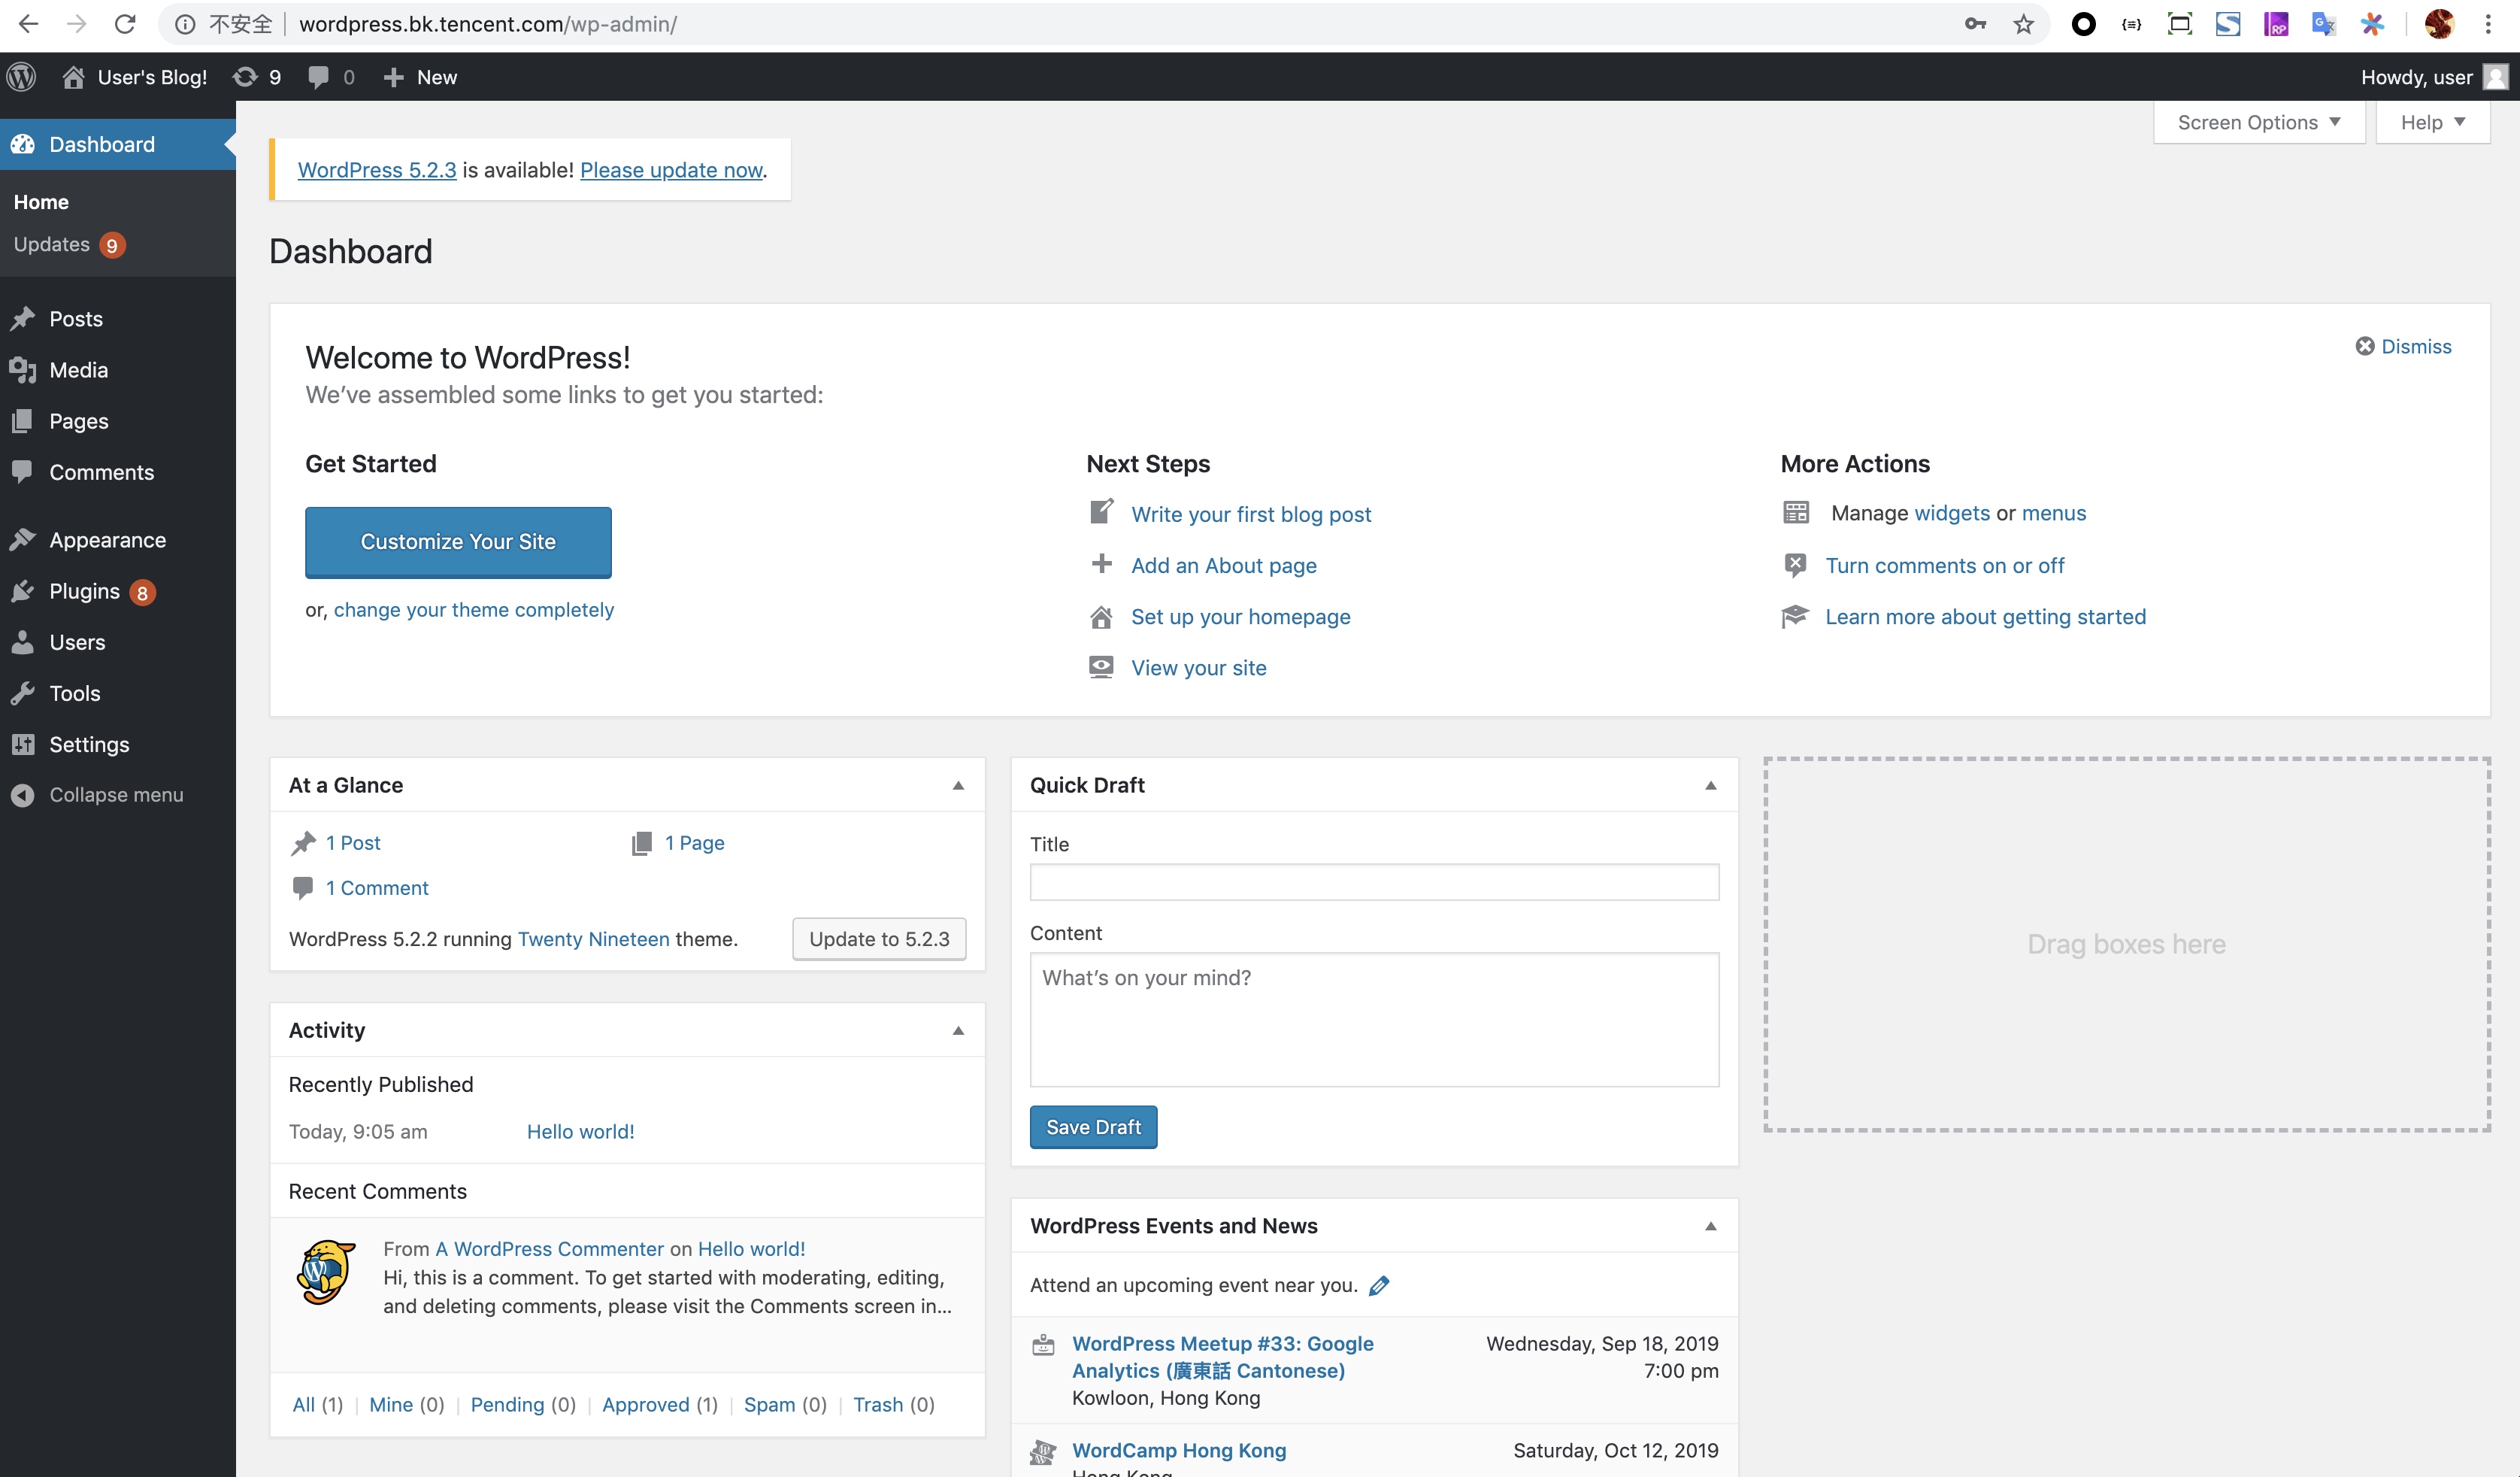 不安全 wordpress.bk.tencent.com/wp-admin/
User's Blog! 9 0 New
Howdy, user
Dashboard
Home
Updates 9
Posts
Media
Pages
Comments
Appearance
Plugins 8
Users
Tools
Settings
Collapse menu
Screen Options
Help
WordPress 5.2.3 is available! Please update now.
Dashboard
Welcome to WordPress!
We’ve assembled some links to get you started:
Dismiss
Get Started
Customize Your Site
or, change your theme completely
Next Steps
Write your first blog post
Add an About page
Set up your homepage
View your site
More Actions
Manage widgets or menus
Turn comments on or off
Learn more about getting started
At a Glance
1 Post
1 Page
1 Comment
WordPress 5.2.2 running Twenty Nineteen theme.
Update to 5.2.3
Activity
Recently Published
Today, 9:05 am Hello world!
Recent Comments
From A WordPress Commenter on Hello world!
Hi, this is a comment. To get started with moderating, editing,
and deleting comments, please visit the Comments screen in…
All (1) | Mine (0) | Pending (0) | Approved (1) | Spam (0) | Trash (0)
Quick Draft
Title
Content
What’s on your mind?
Save Draft
WordPress Events and News
Attend an upcoming event near you.
WordPress Meetup #33: Google
Analytics (廣東話 Cantonese)
Kowloon, Hong Kong
Wednesday, Sep 18, 2019
7:00 pm
WordCamp Hong Kong
Saturday, Oct 12, 2019
Hong Kong
Drag boxes here